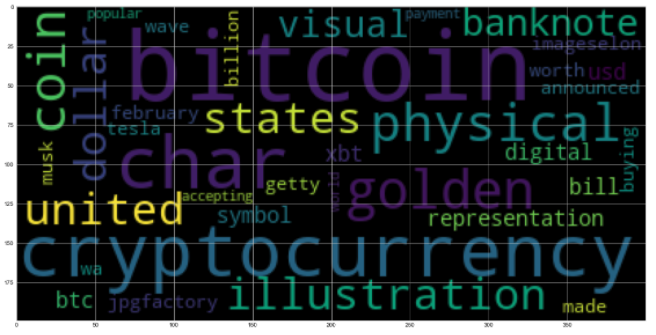 popular
wave
billion
visual
payment
banknote
coin
dollar
bitcoin
imageselon
worth
usd
announced
february
tesla
states
physical
musk
char
xbt
digital
buying
accepting
getty
world
golden
bill
united
symbol
representation
cryptocurrency
wa
btc
jpgfactory
illustration
made
0
25
50
75
100
125
150
175
0
50
100
150
200
250
300
350